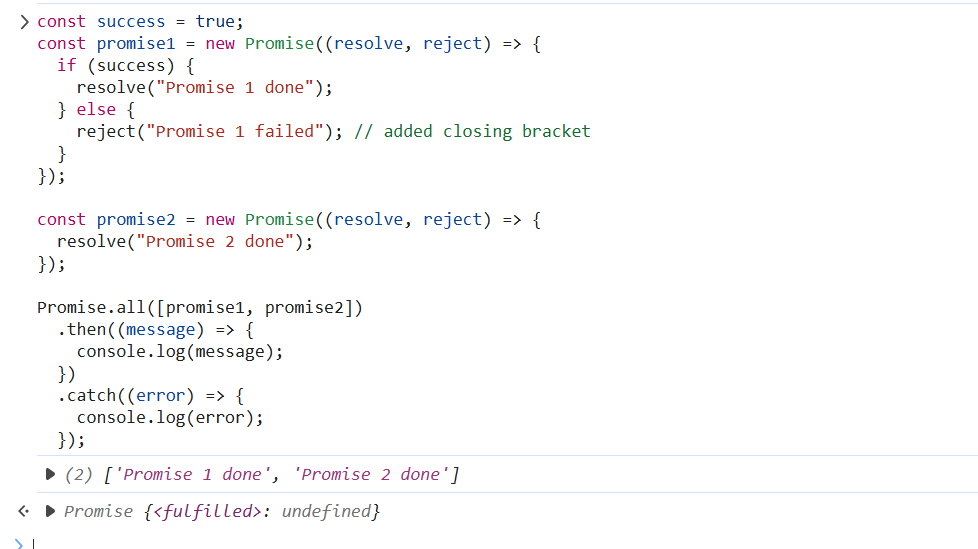 const success = true;
const promise1 = new Promise((resolve, reject) => {
  if (success) {
    resolve("Promise 1 done");
  } else {
    reject("Promise 1 failed"); // added closing bracket
  }
});

const promise2 = new Promise((resolve, reject) => {
  resolve("Promise 2 done");
});

Promise.all([promise1, promise2])
  .then((message) => {
    console.log(message);
  })
  .catch((error) => {
    console.log(error);
  });
(2) ['Promise 1 done', 'Promise 2 done']
Promise {<fulfilled>: undefined}